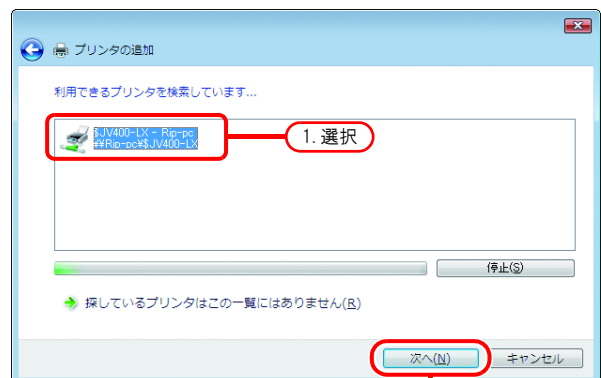 プリンタの追加
利用できるプリンタを検索しています...
$JV400-LX - Rip-pc
¥¥Rip-pc¥$JV400-LX
1. 選択
停止(S)
探しているプリンタはこの一覧にはありません(R)
次へ(N)
キャンセル